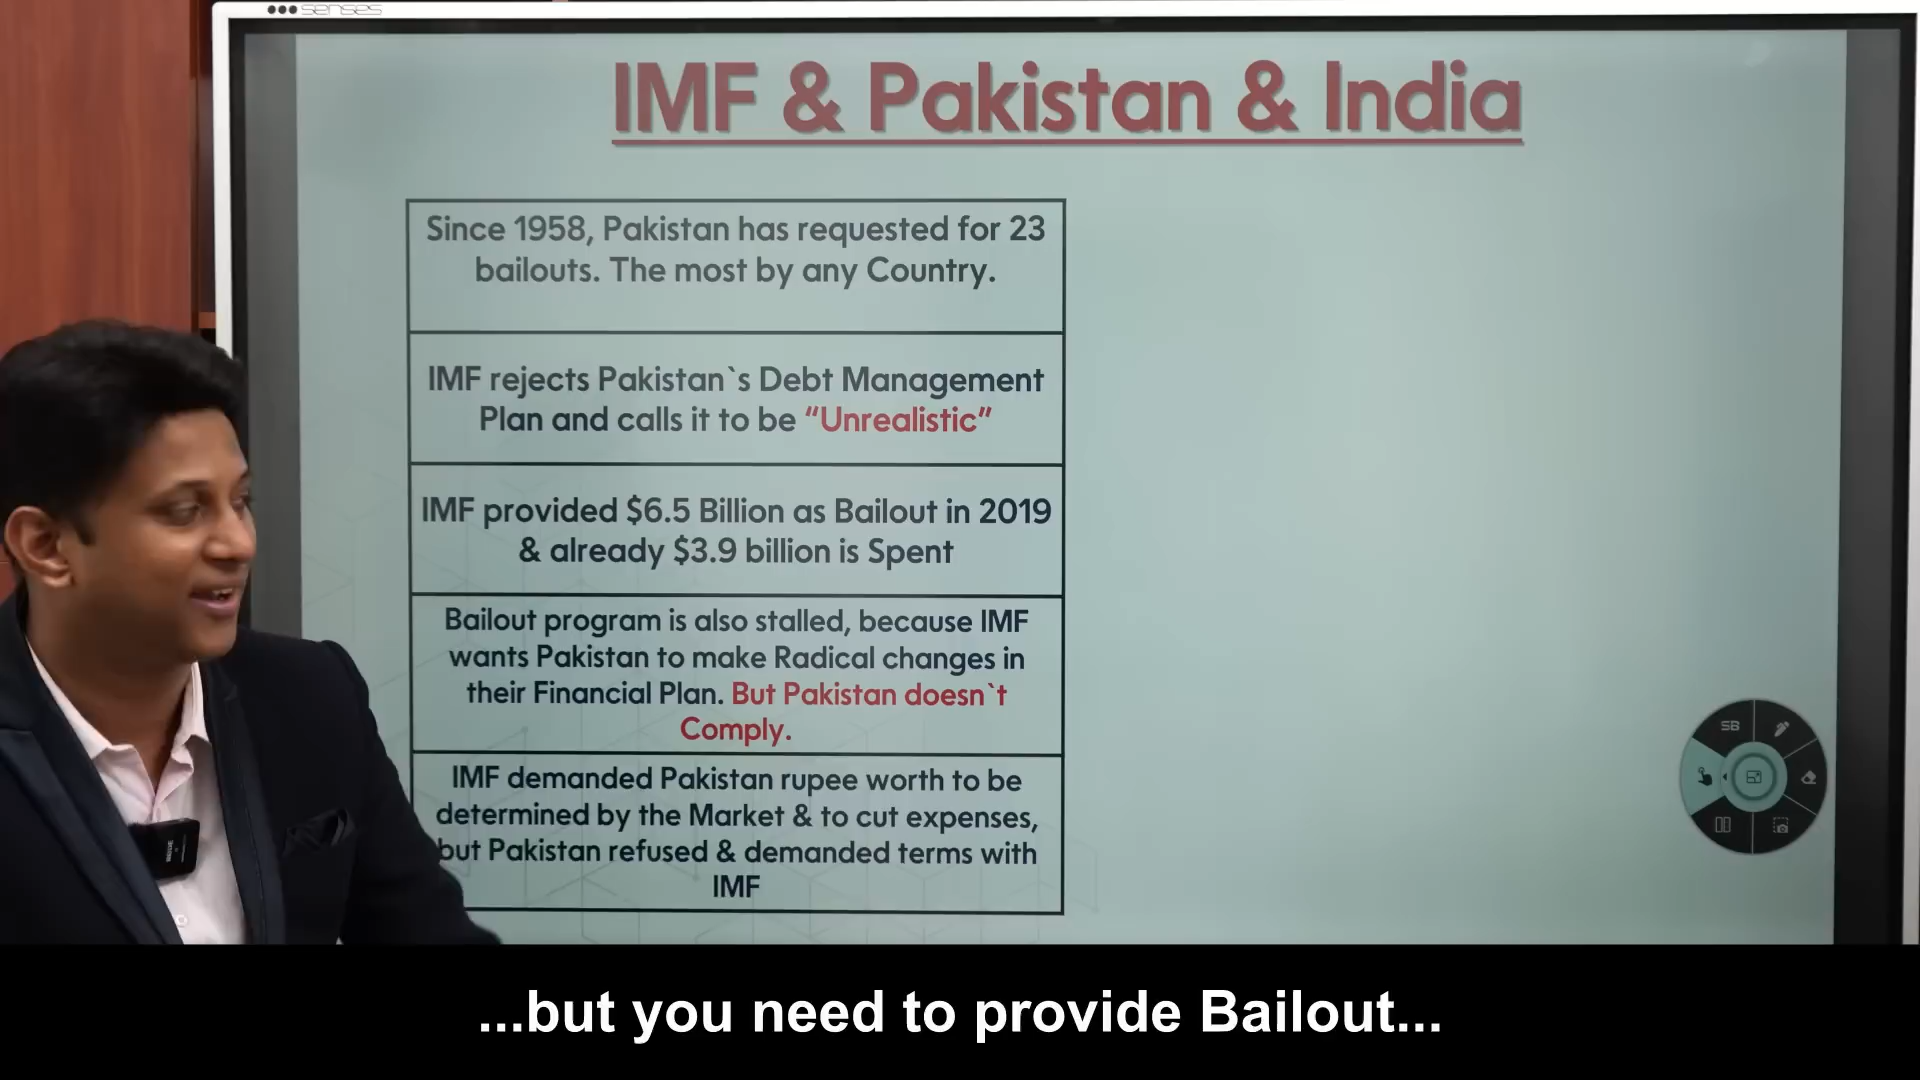 senses
IMF & Pakistan & India
Since 1958, Pakistan has requested for 23
bailouts. The most by any Country.
IMF rejects Pakistan`s Debt Management
Plan and calls it to be “Unrealistic”
IMF provided $6.5 Billion as Bailout in 2019
& already $3.9 billion is Spent
Bailout program is also stalled, because IMF
wants Pakistan to make Radical changes in
their Financial Plan. But Pakistan doesn`t
Comply.
IMF demanded Pakistan rupee worth to be
determined by the Market & to cut expenses,
but Pakistan refused & demanded terms with
IMF
SB
...but you need to provide Bailout...